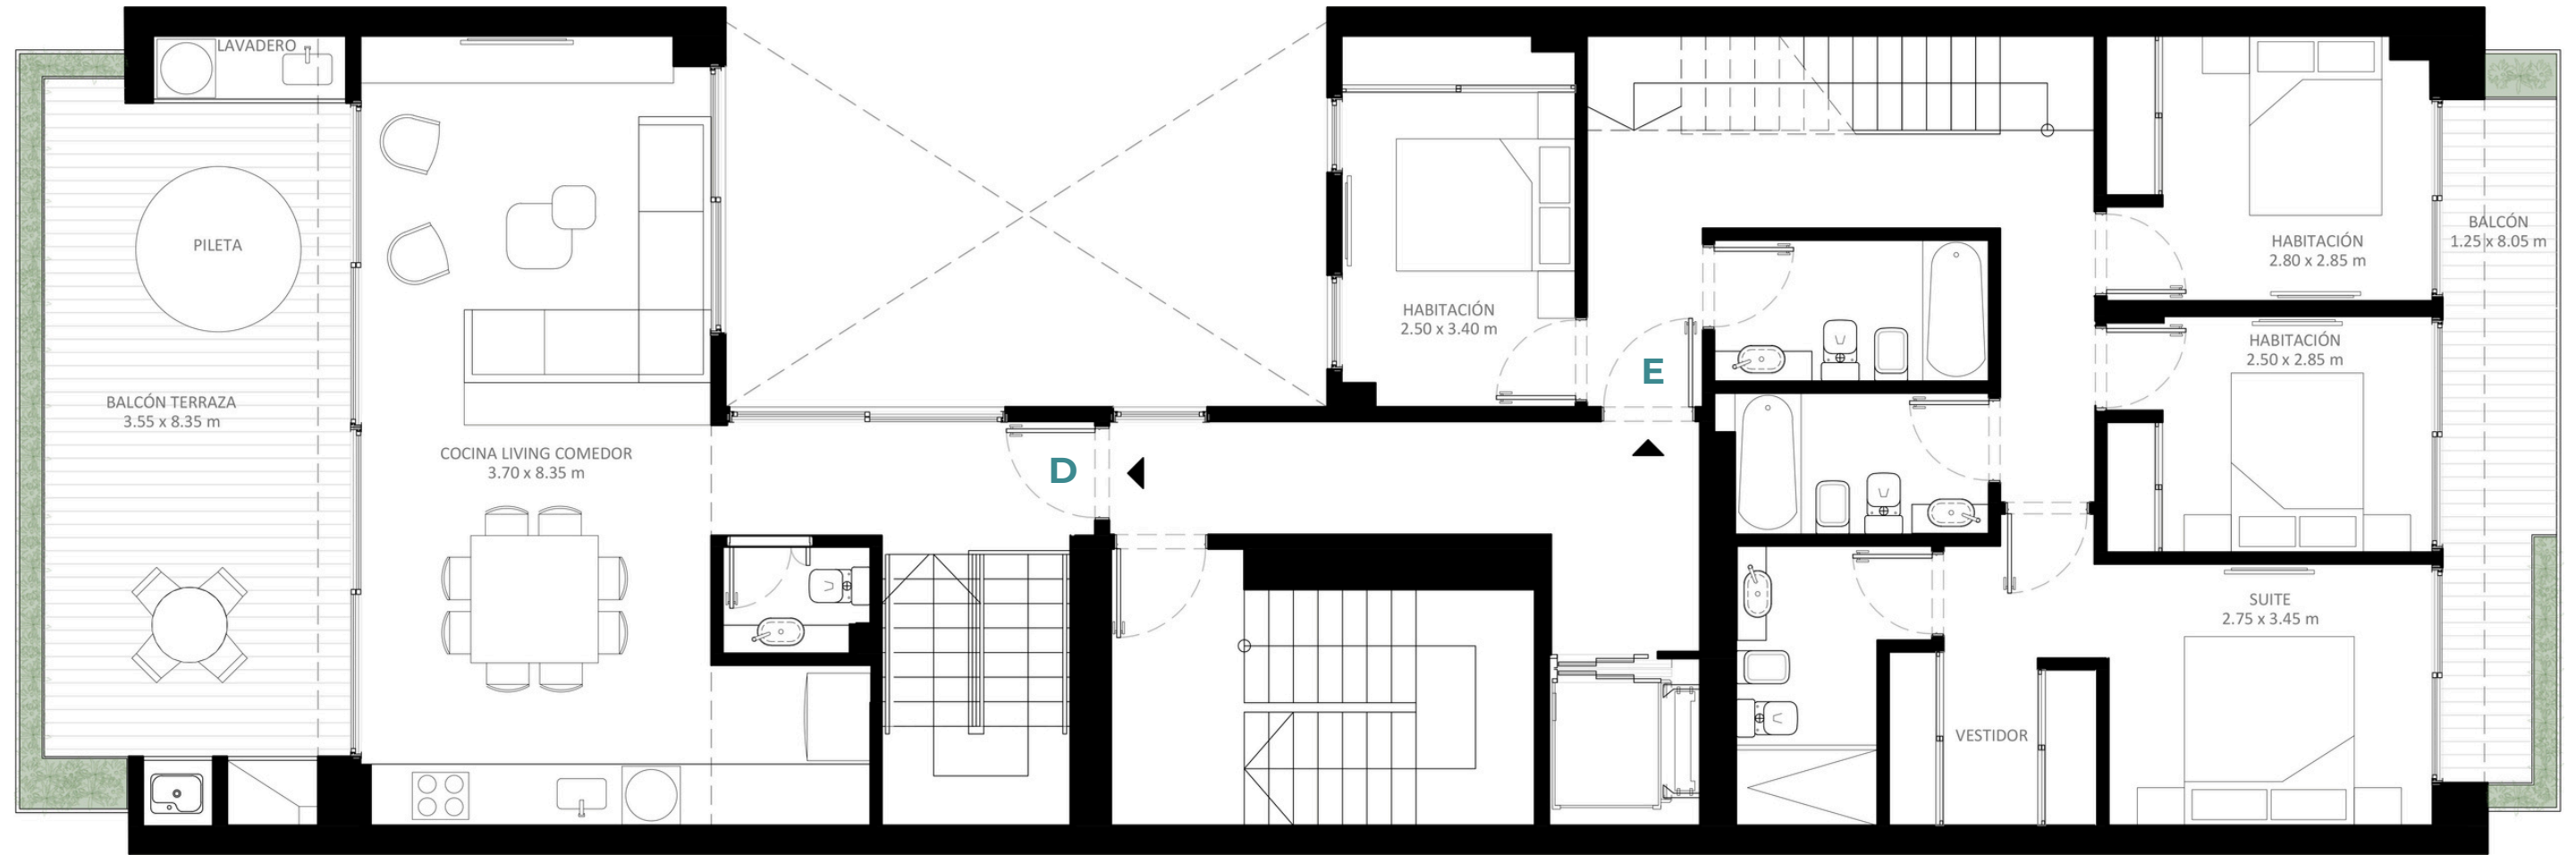 LAVADERO
PILETA
BALCÓN TERRAZA
3.55 x 8.35 m
COCINA LIVING COMEDOR
3.70 x 8.35 m
D
HABITACIÓN
2.50 x 3.40 m
E
HABITACIÓN
2.80 x 2.85 m
BALCÓN
1.25 x 8.05 m
HABITACIÓN
2.50 x 2.85 m
SUITE
2.75 x 3.45 m
VESTIDOR